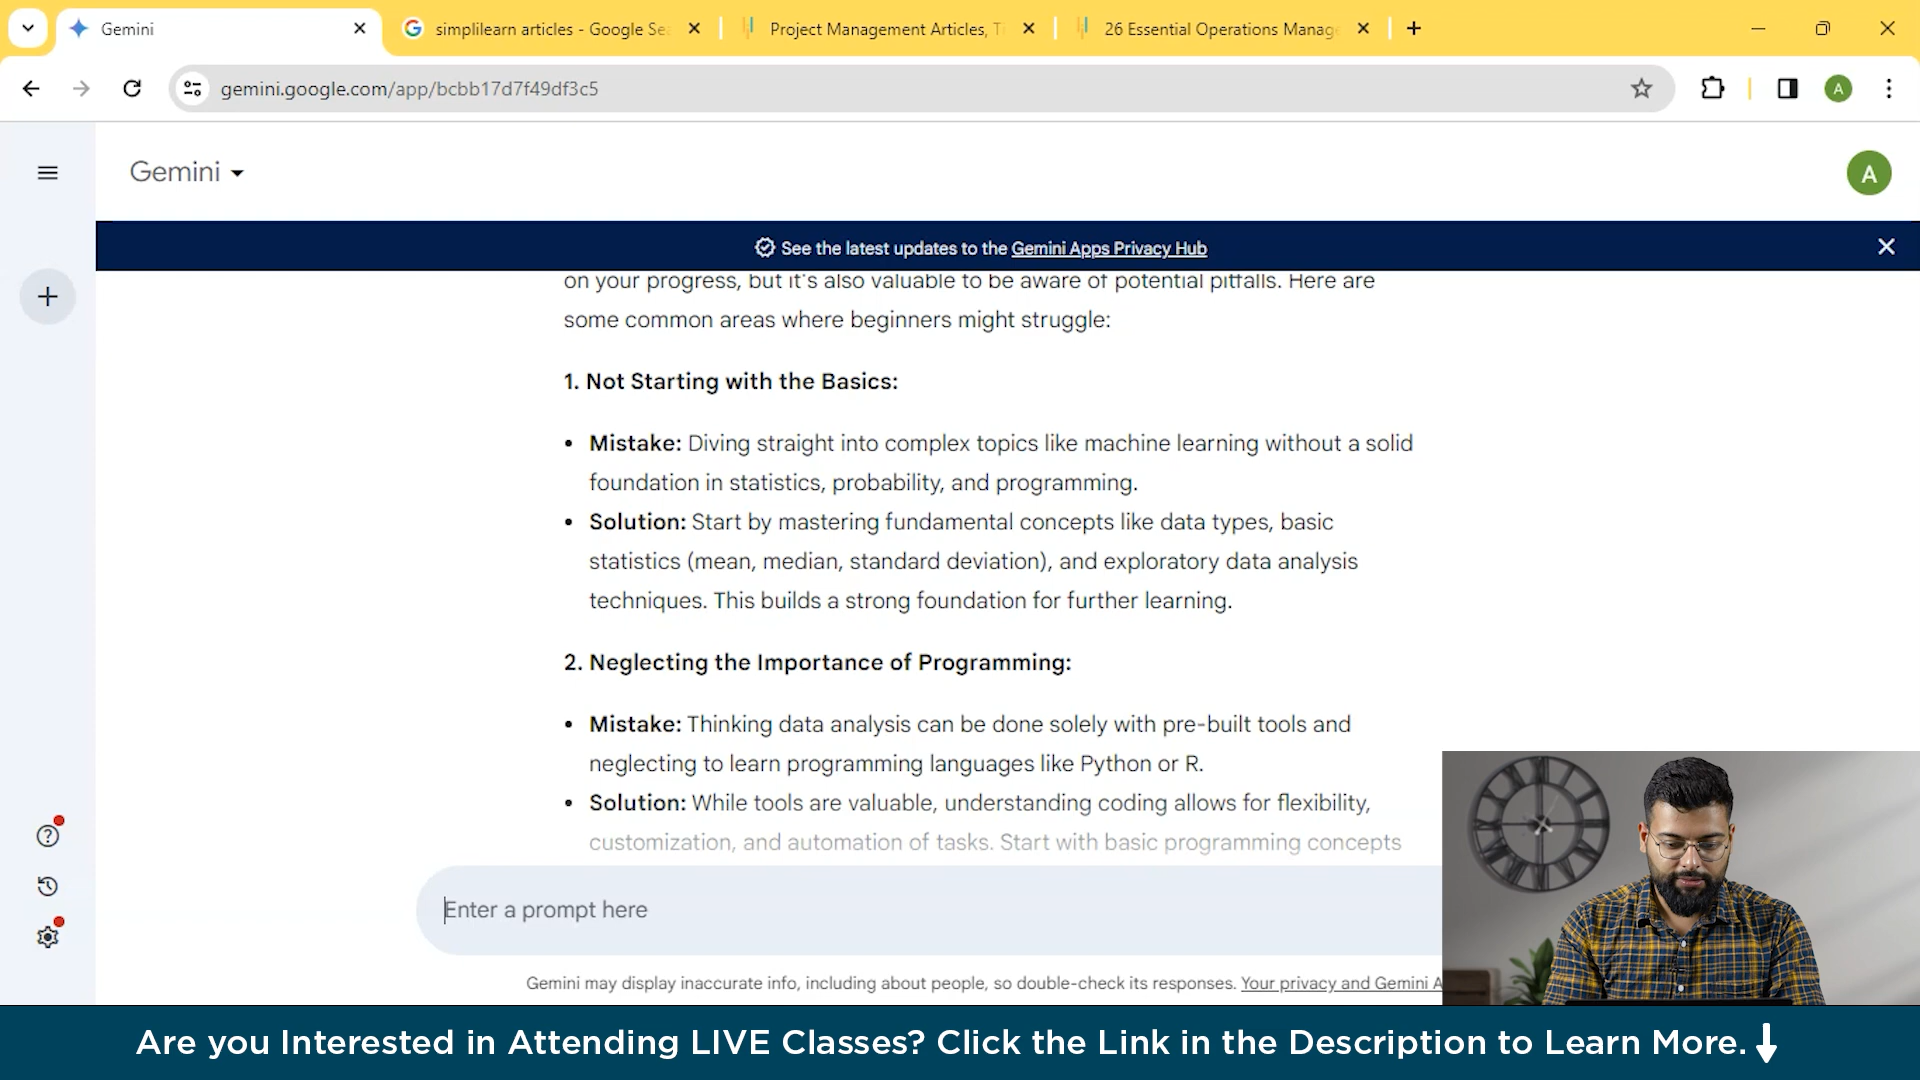 Gemini
simplilearn articles - Google Se
Project Management Articles, T
26 Essential Operations Manag
gemini.google.com/app/bcbb17d7f49df3c5
A
Gemini
A
See the latest updates to the Gemini Apps Privacy Hub
on your progress, but it's also valuable to be aware of potential pitfalls. Here are
some common areas where beginners might struggle:
1. Not Starting with the Basics:
• Mistake: Diving straight into complex topics like machine learning without a solid
foundation in statistics, probability, and programming.
• Solution: Start by mastering fundamental concepts like data types, basic
statistics (mean, median, standard deviation), and exploratory data analysis
techniques. This builds a strong foundation for further learning.
2. Neglecting the Importance of Programming:
• Mistake: Thinking data analysis can be done solely with pre-built tools and
neglecting to learn programming languages like Python or R.
• Solution: While tools are valuable, understanding coding allows for flexibility,
customization, and automation of tasks. Start with basic programming concepts
Enter a prompt here
Gemini may display inaccurate info, including about people, so double-check its responses. Your privacy and Gemini A
Are you Interested in Attending LIVE Classes? Click the Link in the Description to Learn More.